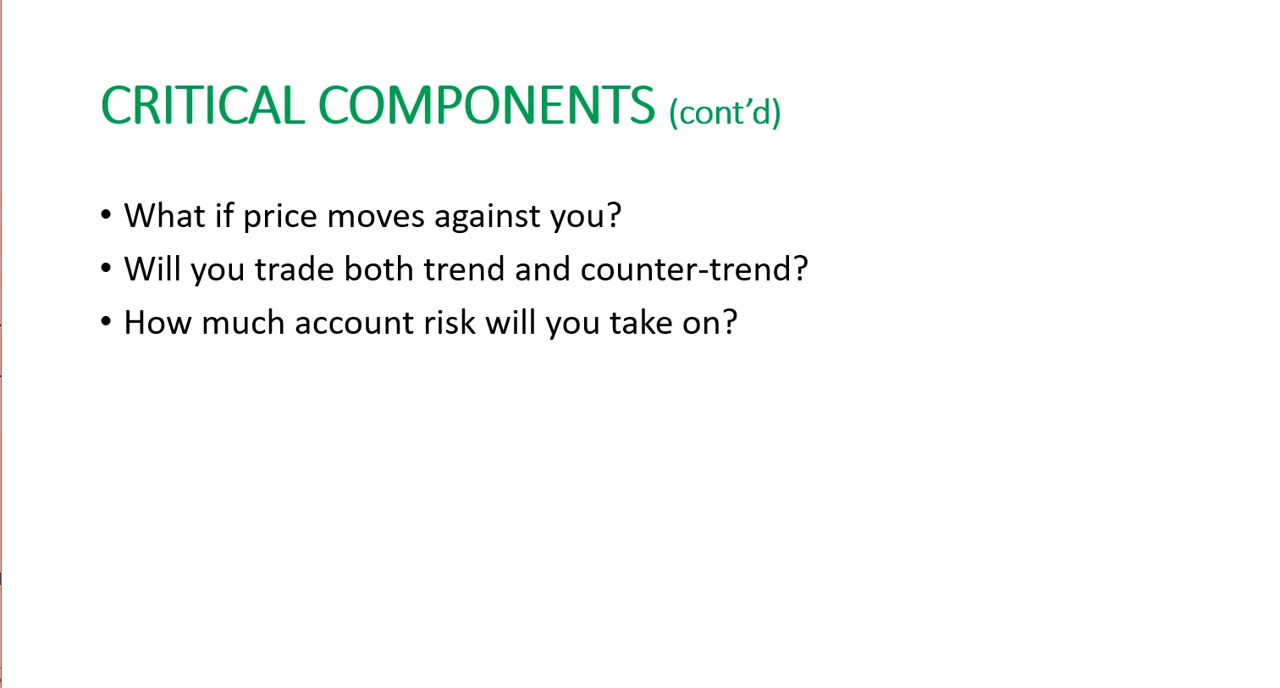 CRITICAL COMPONENTS (cont’d)
• What if price moves against you?
• Will you trade both trend and counter-trend?
• How much account risk will you take on?